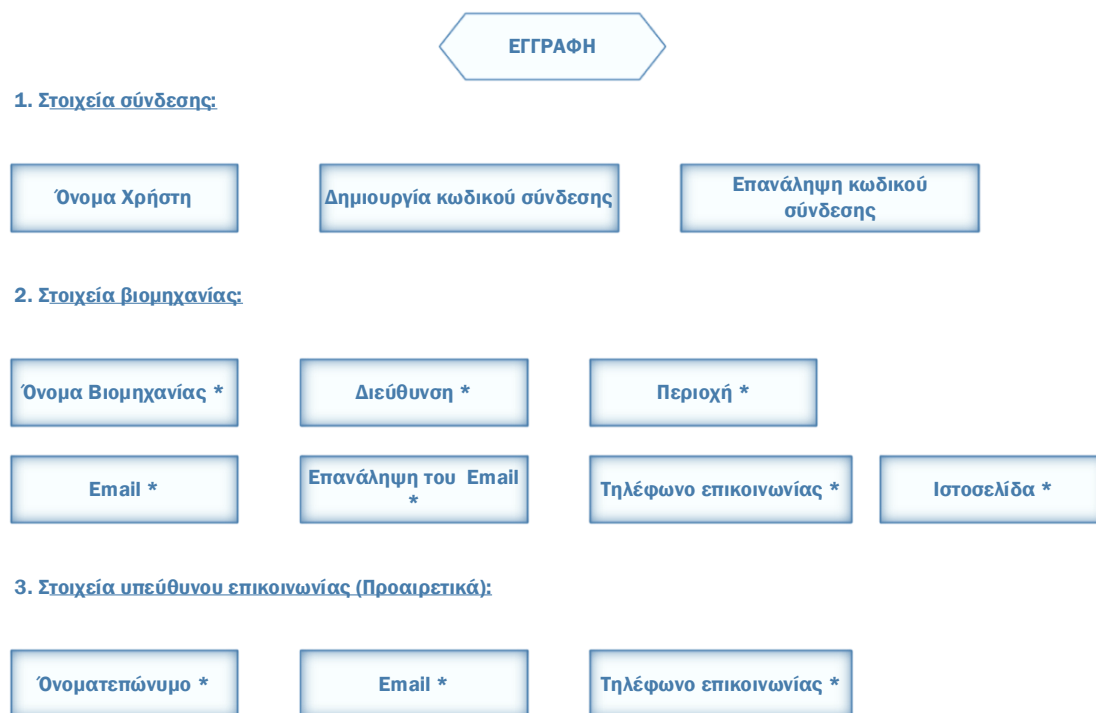 ΕΓΓΡΑΦΗ
1. Στοιχεία σύνδεσης:
Όνομα Χρήστη
Δημιουργία κωδικού σύνδεσης
Επανάληψη κωδικού
σύνδεσης
2. Στοιχεία βιομηχανίας:
Όνομα Βιομηχανίας *
Διεύθυνση *
Περιοχή *
Email *
Επανάληψη του  Email
*
Τηλέφωνο επικοινωνίας *
Ιστοσελίδα *
3. Στοιχεία υπεύθυνου επικοινωνίας (Προαιρετικά):
Όνοματεπώνυμο *
Email *
Τηλέφωνο επικοινωνίας *